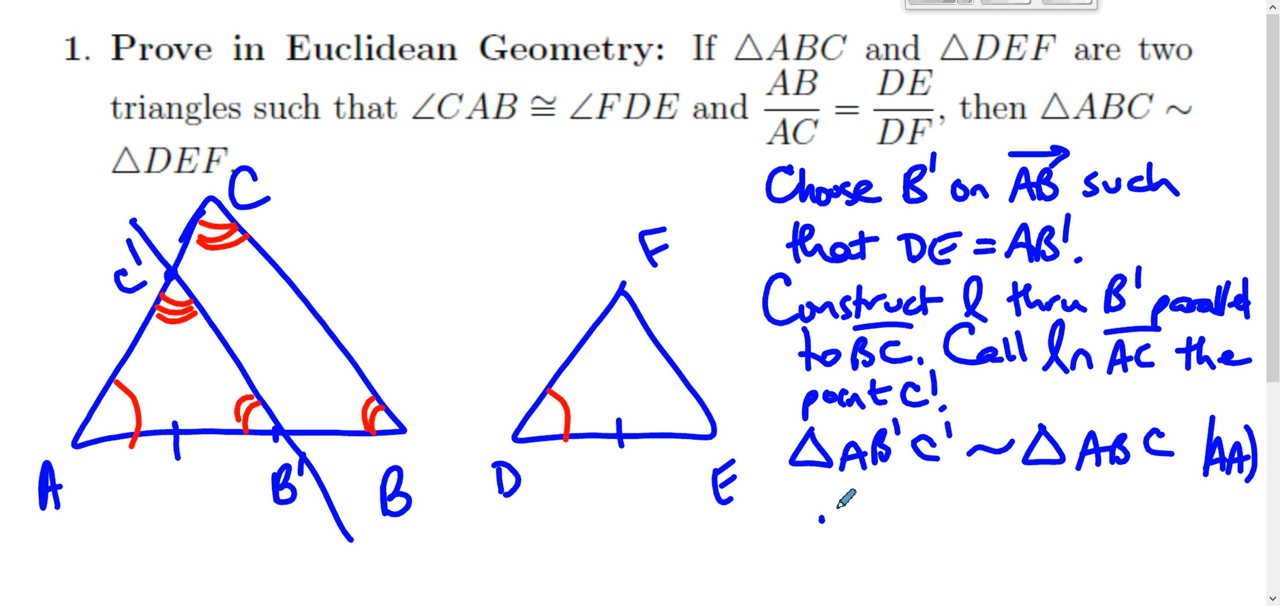 1. Prove in Euclidean Geometry: If △ABC and △DEF are two
triangles such that ∠CAB ≅ ∠FDE and AB/AC = DE/DF, then △ABC ∼
△DEF.
Choose B' on AB such
that DE = AB'.
Construct l thru B' parallel
to BC. Call l ∩ AC the
point C'.
△AB'C' ~ △ABC (AA)
C
C'
A
B'
B
F
D
E